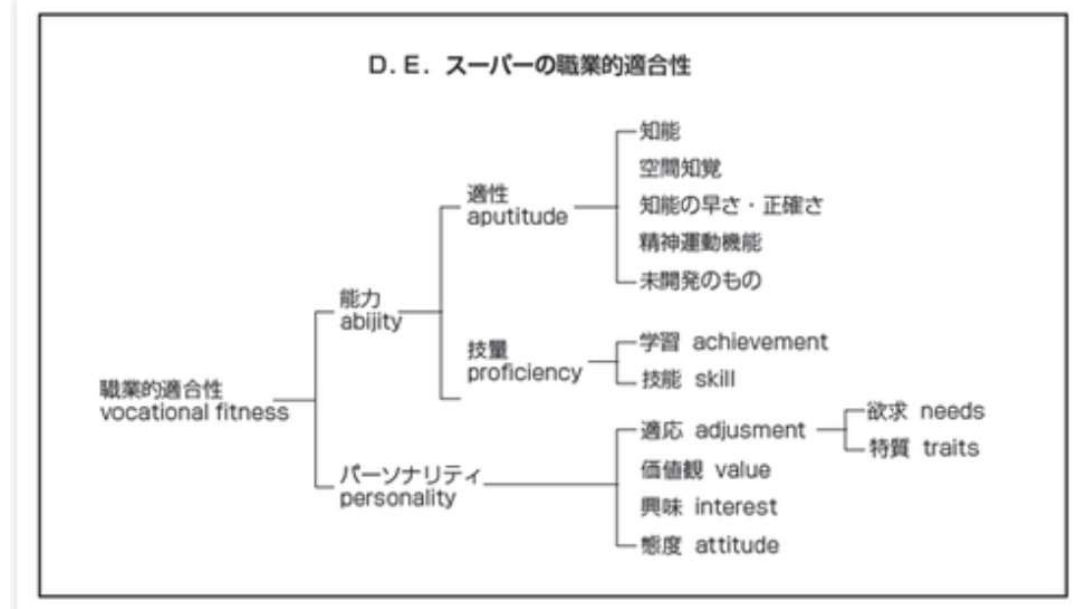 D. E. スーパーの職業的適合性
知能
空間知覚
適性
aputitude
知能の早さ・正確さ
精神運動機能
未開発のもの
能力
abijity
技量
proficiency
学習 achievement
技能 skill
職業的適合性
vocational fitness
適応 adjusment
欲求 needs
特質 traits
パーソナリティ
personality
価値観 value
興味 interest
態度 attitude